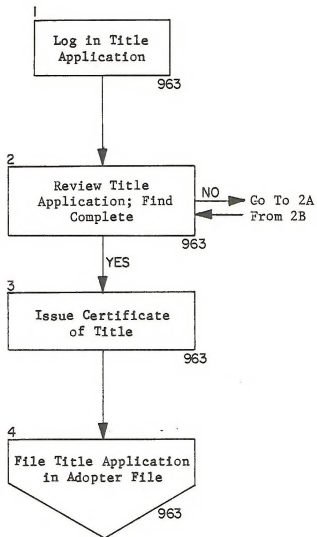 1
Log in Title
Application
963
2
Review Title
Application; Find
Complete
963
NO
Go To 2A
From 2B
YES
3
Issue Certificate
of Title
963
4
File Title Application
in Adopter File
963